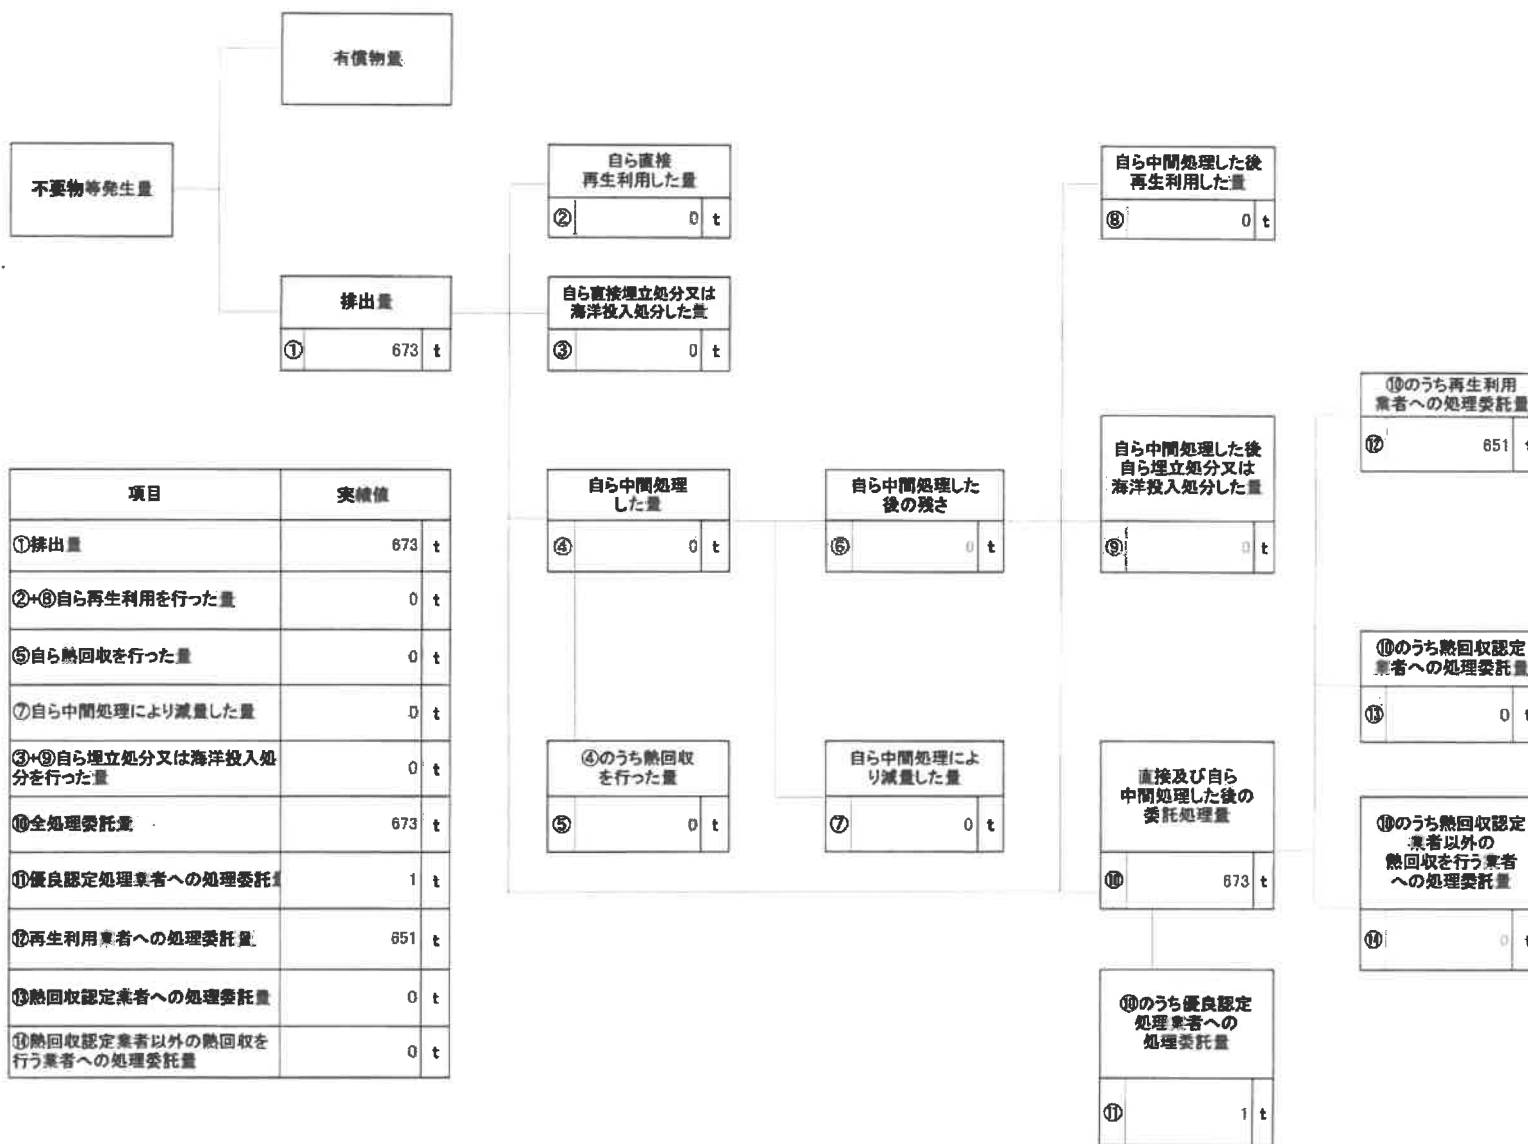 有償物量
不要物等発生量
排出量
① 673 t
自ら直接
再生利用した量
② 0 t
自ら直接埋立処分又は
海洋投入処分した量
③ 0 t
自ら中間処理
した量
④ 0 t
④のうち熱回収
を行った量
⑤ 0 t
自ら中間処理した
後の残さ
⑥ 0 t
自ら中間処理によ
り減量した量
⑦ 0 t
自ら中間処理した後
再生利用した量
⑧ 0 t
自ら中間処理した後
自ら埋立処分又は
海洋投入処分した量
⑨ 0 t
直接及び自ら
中間処理した後の
委託処理量
⑩ 673 t
⑩のうち優良認定
処理業者への
処理委託量
⑪ 1 t
⑩のうち再生利用
業者への処理委託量
⑫ 651 t
⑩のうち熱回収認定
業者への処理委託量
⑬ 0 t
⑩のうち熱回収認定
業者以外の
熱回収を行う業者
への処理委託量
⑭ 0 t
項目 実績値
①排出量 673 t
②+⑧自ら再生利用を行った量 0 t
⑤自ら熱回収を行った量 0 t
⑦自ら中間処理により減量した量 0 t
③+⑨自ら埋立処分又は海洋投入処
分を行った量 0 t
⑩全処理委託量 673 t
⑪優良認定処理業者への処理委託量 1 t
⑫再生利用業者への処理委託量 651 t
⑬熱回収認定業者への処理委託量 0 t
⑭熱回収認定業者以外の熱回収を
行う業者への処理委託量 0 t